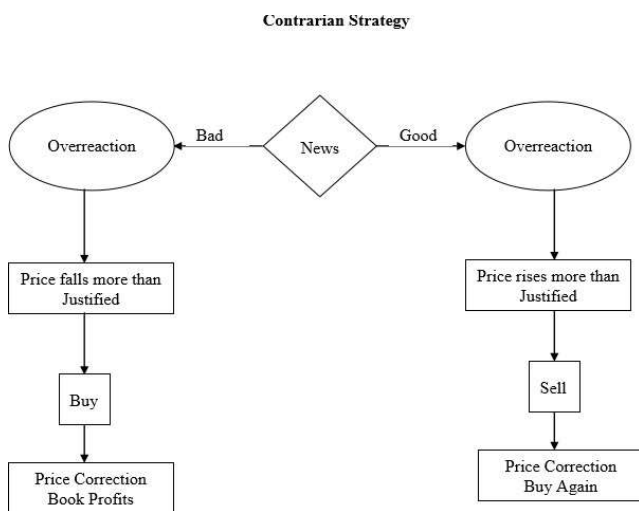 Contrarian Strategy
Overreaction
Bad
News
Good
Overreaction
Price falls more than
Justified
Price rises more than
Justified
Buy
Sell
Price Correction
Book Profits
Price Correction
Buy Again